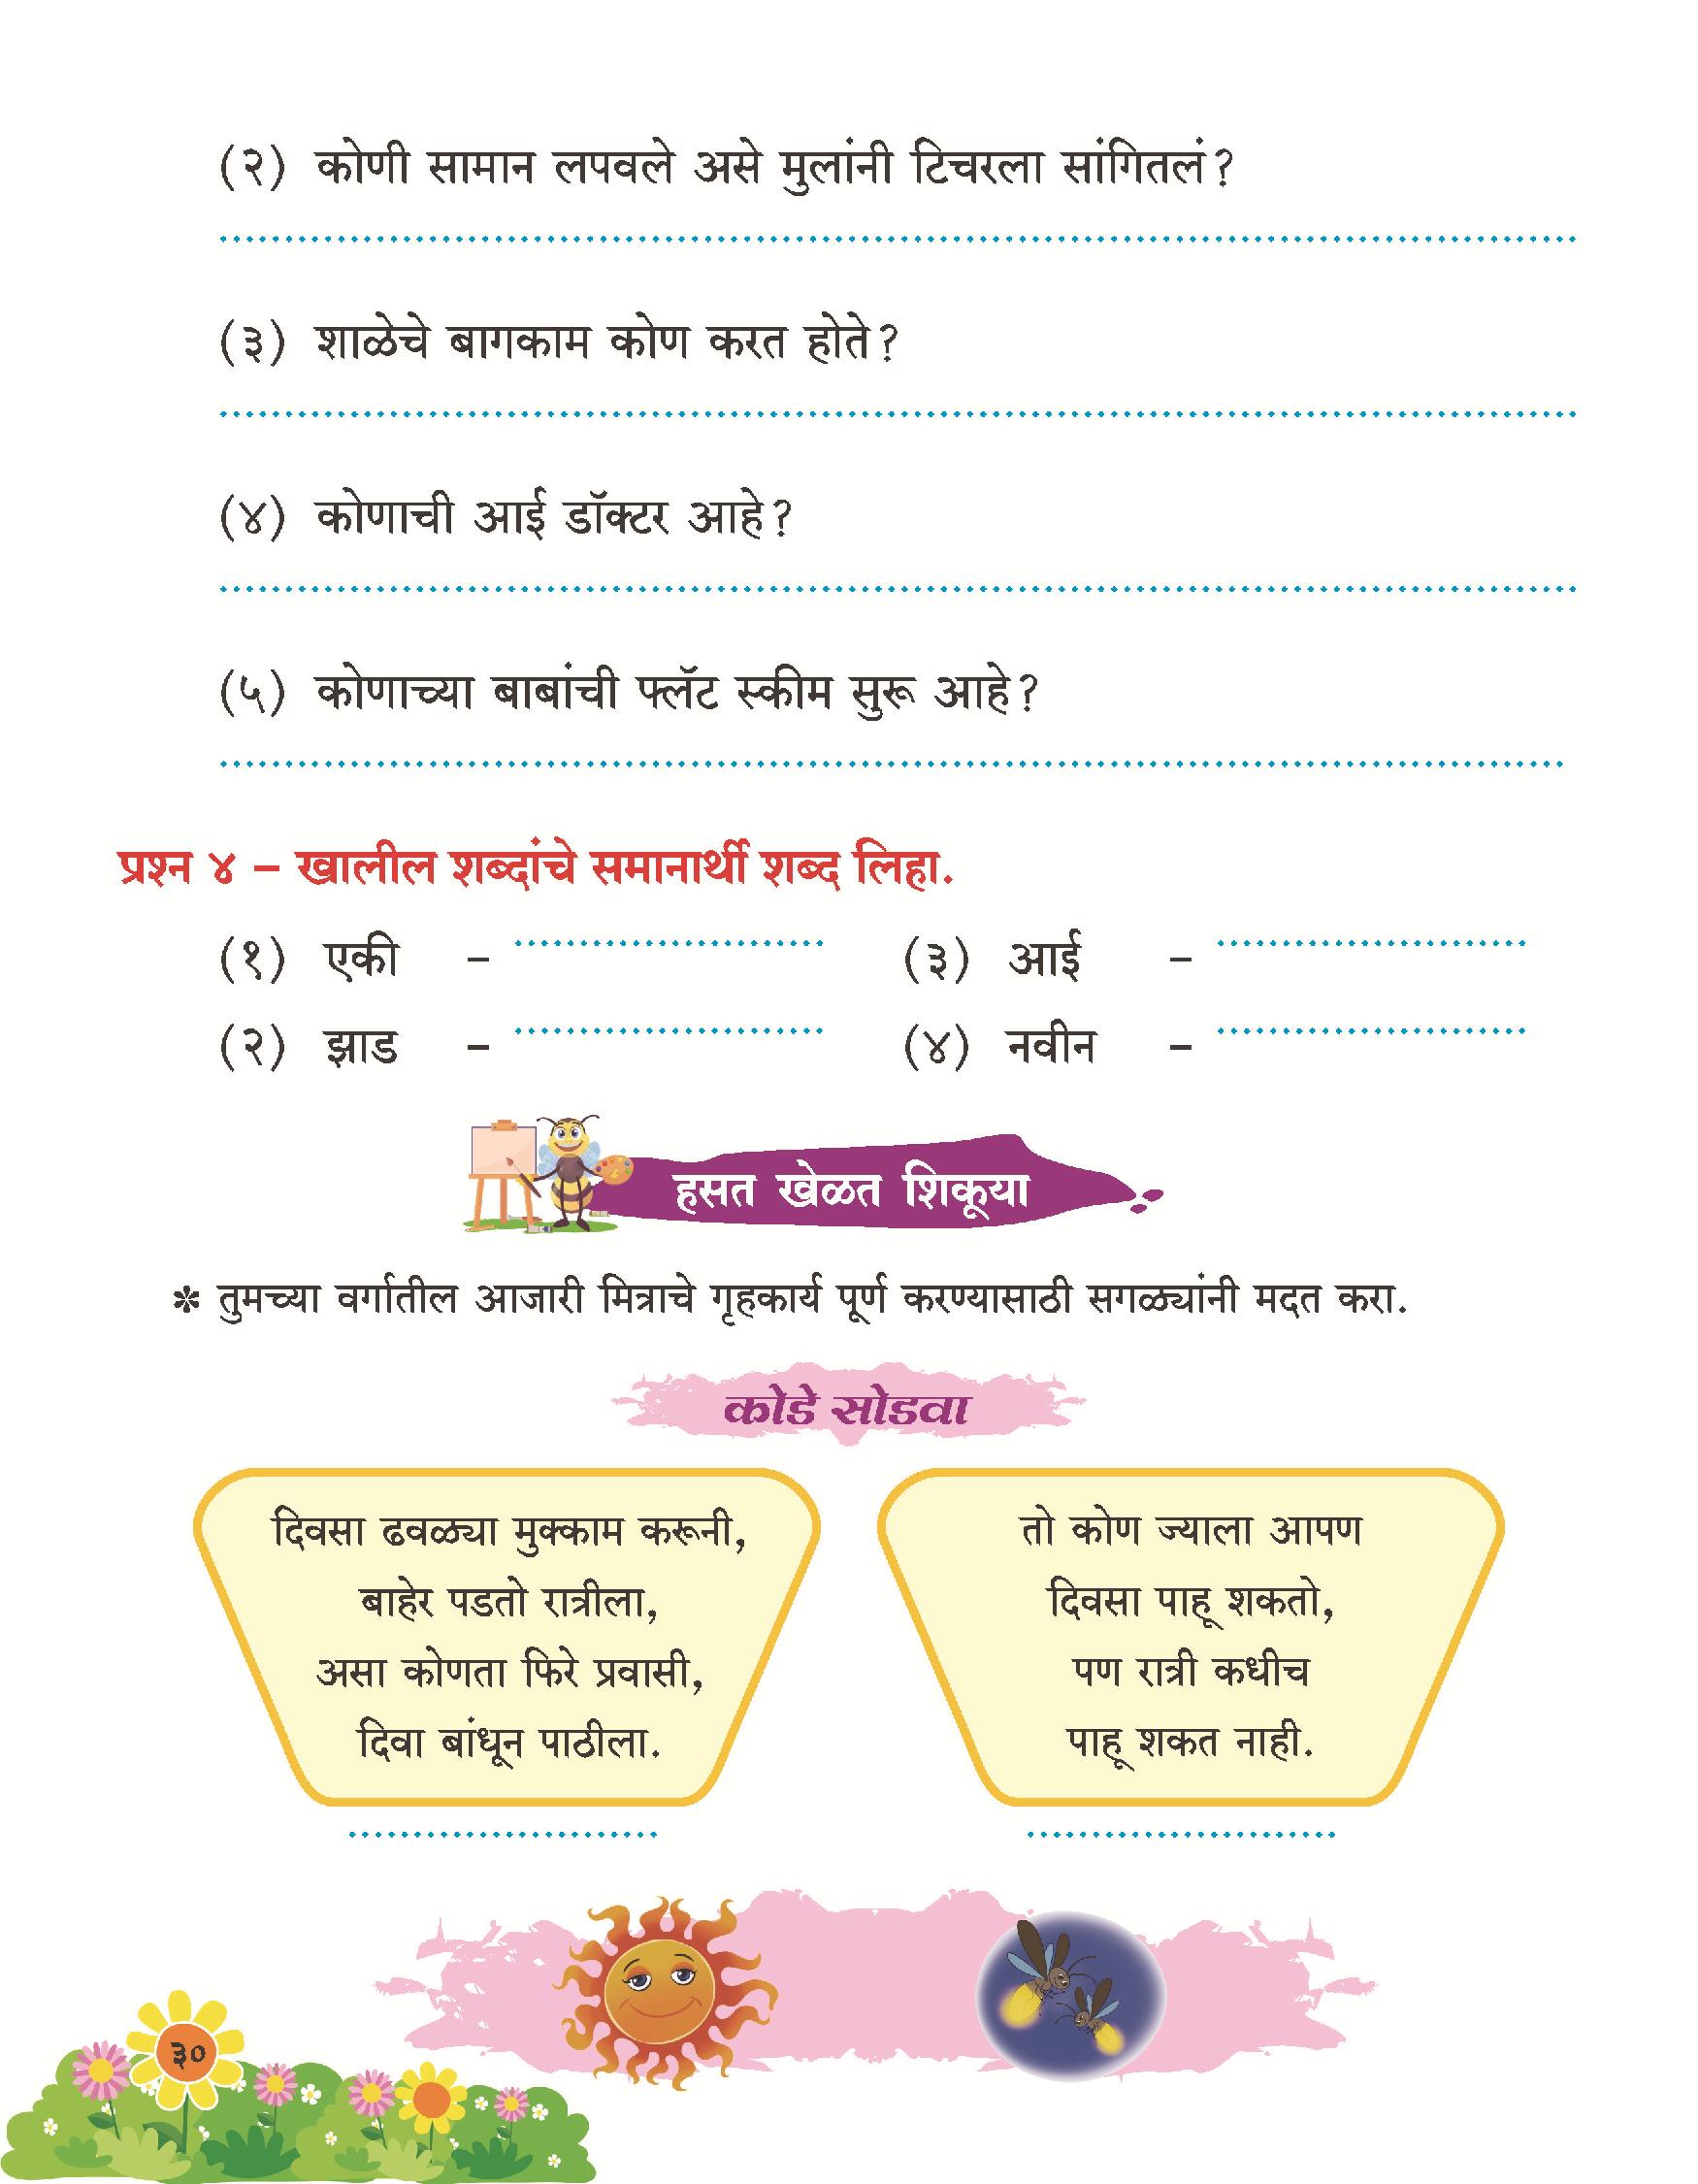 (२) कोणी सामान लपवले असे मुलांनी टिचरला सांगितलं?
(३) शाळेचे बागकाम कोण करत होते?
(४) कोणाची आई डॉक्टर आहे?
(५) कोणाच्या बाबांची फ्लॅट स्कीम सुरू आहे?
प्रश्न ४ – खालील शब्दांचे समानार्थी शब्द लिहा.
(१) एकी – (३) आई –
(२) झाड – (४) नवीन –
हसत खेळत शिकूया
✽ तुमच्या वर्गातील आजारी मित्राचे गृहकार्य पूर्ण करण्यासाठी सगळ्यांनी मदत करा.
कोडे सोडवा
दिवसा ढवळ्या मुक्काम करूनी,
बाहेर पडतो रात्रीला,
असा कोणता फिरे प्रवासी,
दिवा बांधून पाठीला.
तो कोण ज्याला आपण
दिवसा पाहू शकतो,
पण रात्री कधीच
पाहू शकत नाही.
३०